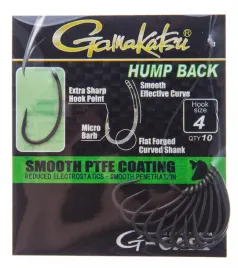 Gamakatsu
HUMP BACK
Extra Sharp
Hook Point
Smooth
Effective Curve
Hook size
4
QTY 10
Micro
Barb
Flat Forged
Curved Shank
SMOOTH PTFE COATING
REDUCED ELECTROSTATICS - SMOOTH PENETRATION